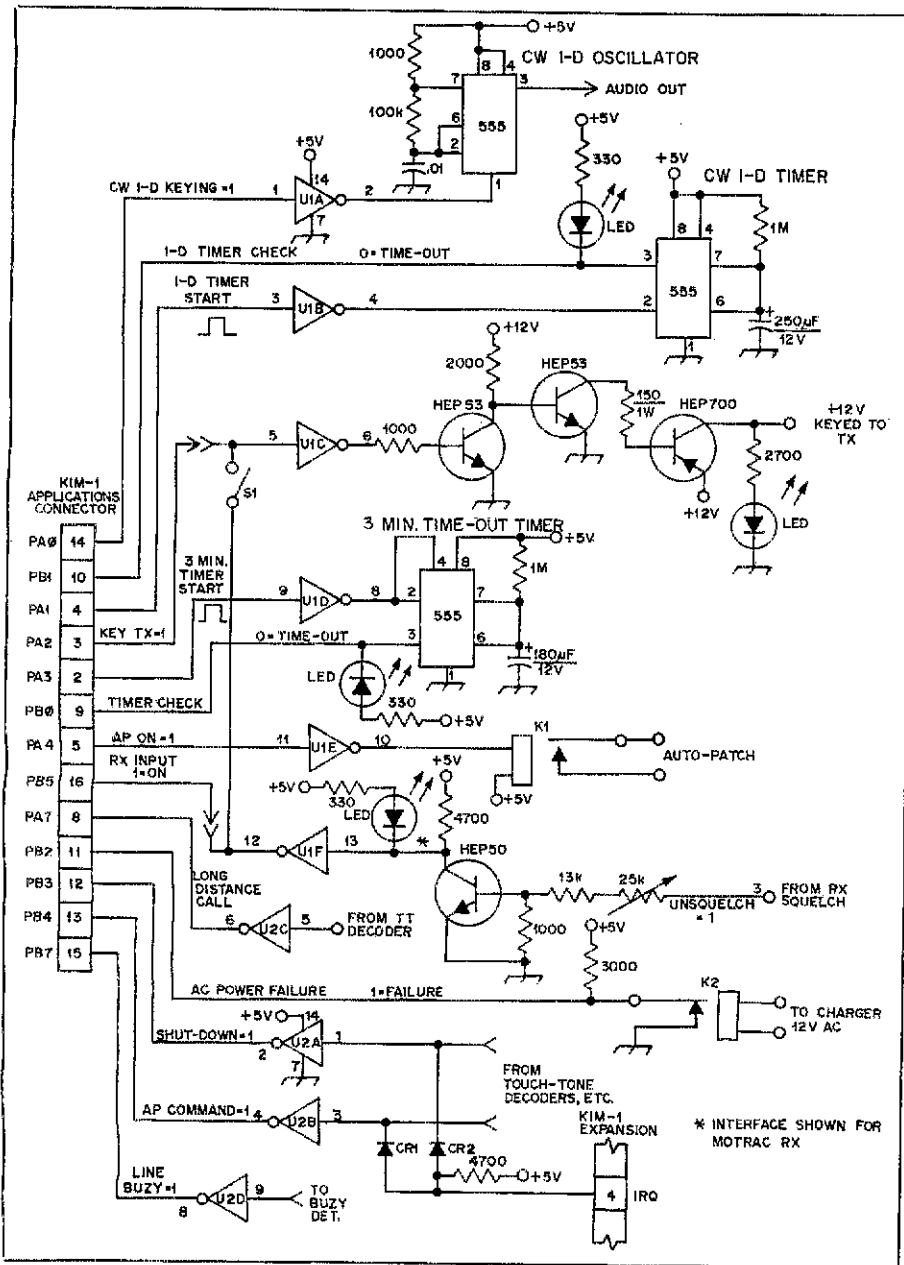 +5V
1000
8
4
CW I-D OSCILLATOR
7
3
AUDIO OUT
100k
6
555
2
.01
1
+5V
330
LED
+5V
CW I-D TIMER
8
4
1M
3
7
555
2
6
+
250µF
12V
1
+5V
14
CW I-D KEYING =1
1
U1A
2
7
I-D TIMER CHECK
0= TIME-OUT
I-D TIMER
START
3
U1B
4
+12V
2000
HEP53
HEP53
150
1W
HEP700
+12V
KEYED TO
TX
2700
LED
+12V
5
U1C
6
1000
S1
KIM-1
APPLICATIONS
CONNECTOR
PA0
14
PB1
10
PA1
4
PA2
3
PA3
2
PB0
9
PA4
5
PB5
16
PA7
8
PB2
11
PB3
12
PB4
13
PB7
15
3 MIN. TIME-OUT TIMER
+5V
3 MIN.
TIMER
START
9
U1D
8
4
8
1M
2
7
555
KEY TX=1
0= TIME-OUT
3
6
+
180µF
12V
1
LED
330
+5V
TIMER CHECK
AP ON =1
11
U1E
10
K1
+5V
AUTO-PATCH
RX INPUT
1=ON
+5V
330
LED
+5V
4700
12
U1F
13
*
HEP50
13k
25k
3
FROM RX
SQUELCH
UNSQUELCH
= 1
1000
LONG
DISTANCE
CALL
6
U2C
5
FROM TT
DECODER
+5V
3000
AC POWER FAILURE
1=FAILURE
K2
TO CHARGER
12V AC
+5V
14
SHUT-DOWN=1
2
U2A
1
7
FROM
TOUCH-TONE
DECODERS, ETC.
AP COMMAND=1
4
U2B
3
KIM-1
EXPANSION
* INTERFACE SHOWN FOR
MOTRAC RX
CR1
CR2
4700
+5V
4
IRQ
LINE
BUZY=1
8
U2D
9
TO
BUZY
DET.